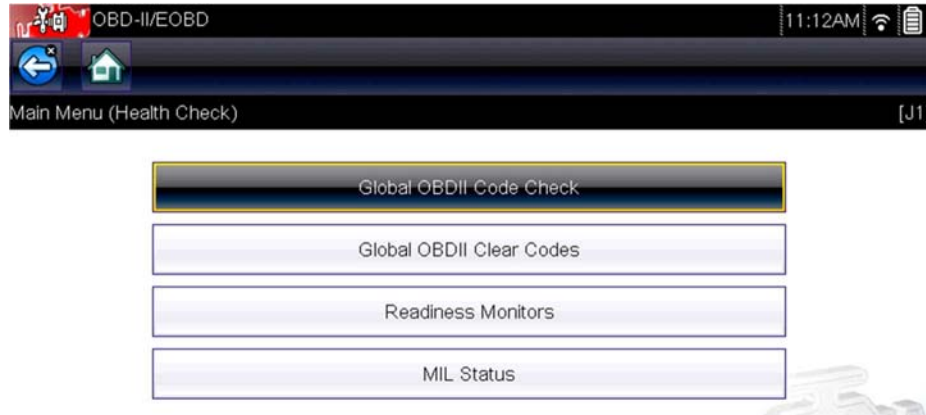 OBD-II/EOBD 11:12AM
Main Menu (Health Check) [J1
Global OBDII Code Check
Global OBDII Clear Codes
Readiness Monitors
MIL Status